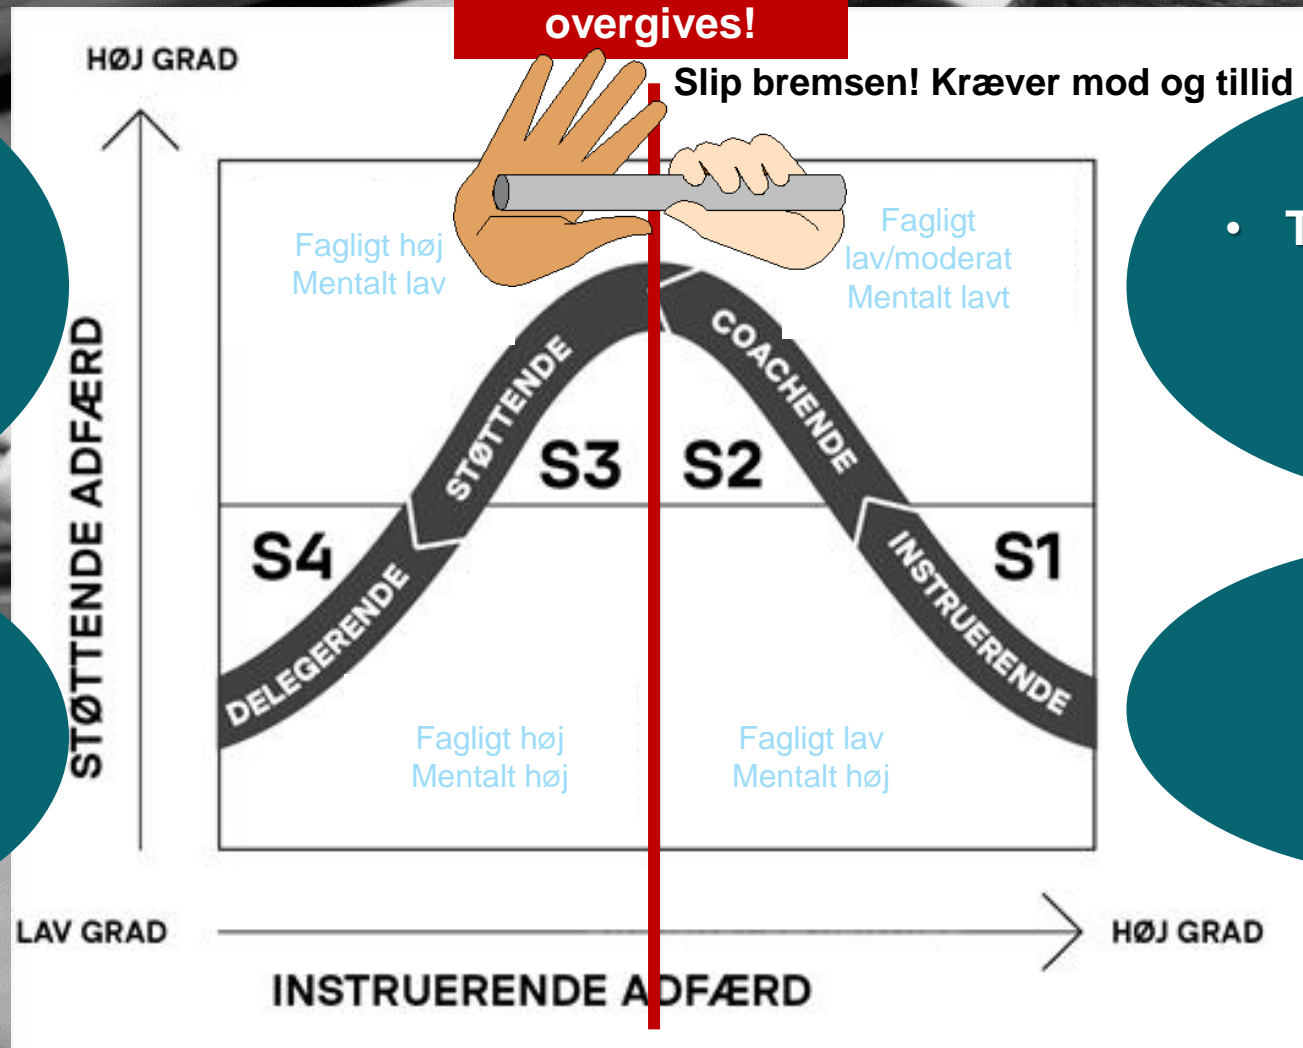 overgives!
HØJ GRAD
Slip bremsen! Kræver mod og tillid
Fagligt høj
Mentalt lav
Fagligt
lav/moderat
Mentalt lavt
•
STØTTENDE ADFÆRD
STØTTENDE
COACHENDE
S3
S2
S4
S1
DELEGERENDE
INSTRUERENDE
Fagligt høj
Mentalt høj
Fagligt lav
Mentalt høj
LAV GRAD
HØJ GRAD
INSTRUERENDE ADFÆRD